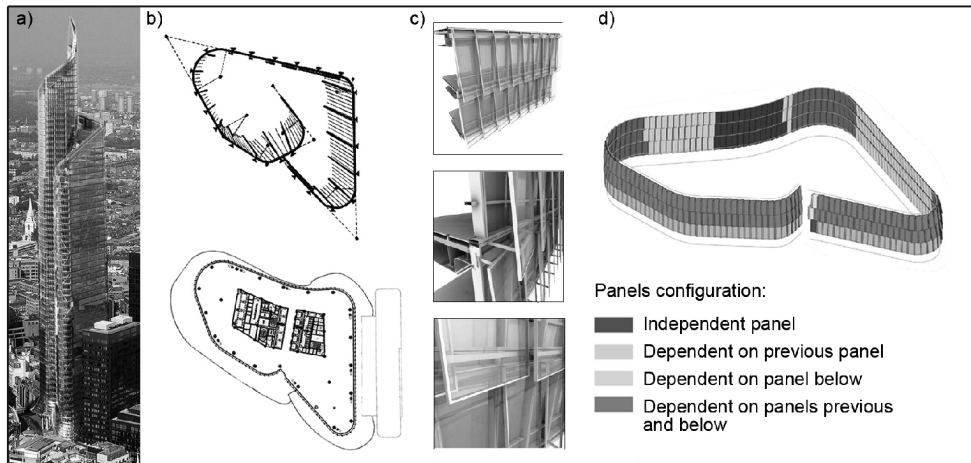 a)
b)
c)
d)
Panels configuration:
Independent panel
Dependent on previous panel
Dependent on panel below
Dependent on panels previous
and below